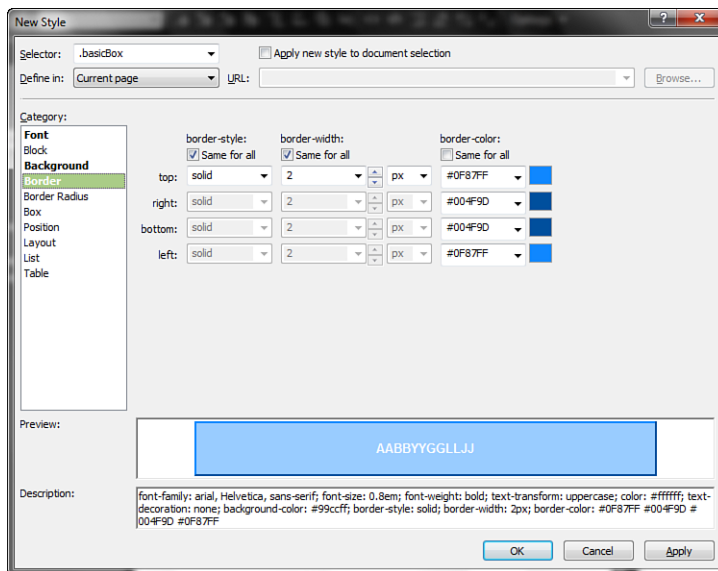 New Style
Selector: .basicBox Apply new style to document selection
Define in: Current page URL: Browse...
Category:
Font
Block
Background
Border
Border Radius
Box
Position
Layout
List
Table
border-style: border-width: border-color:
Same for all Same for all Same for all
top: solid 2 px #0F87FF
right: solid 2 px #004F9D
bottom: solid 2 px #004F9D
left: solid 2 px #0F87FF
Preview:
AABBYYGGLLJJ
Description:
font-family: arial, Helvetica, sans-serif; font-size: 0.8em; font-weight: bold; text-transform: uppercase; color: #ffffff; text-
decoration: none; background-color: #99ccff; border-style: solid; border-width: 2px; border-color: #0F87FF #004F9D #
004F9D #0F87FF
OK Cancel Apply